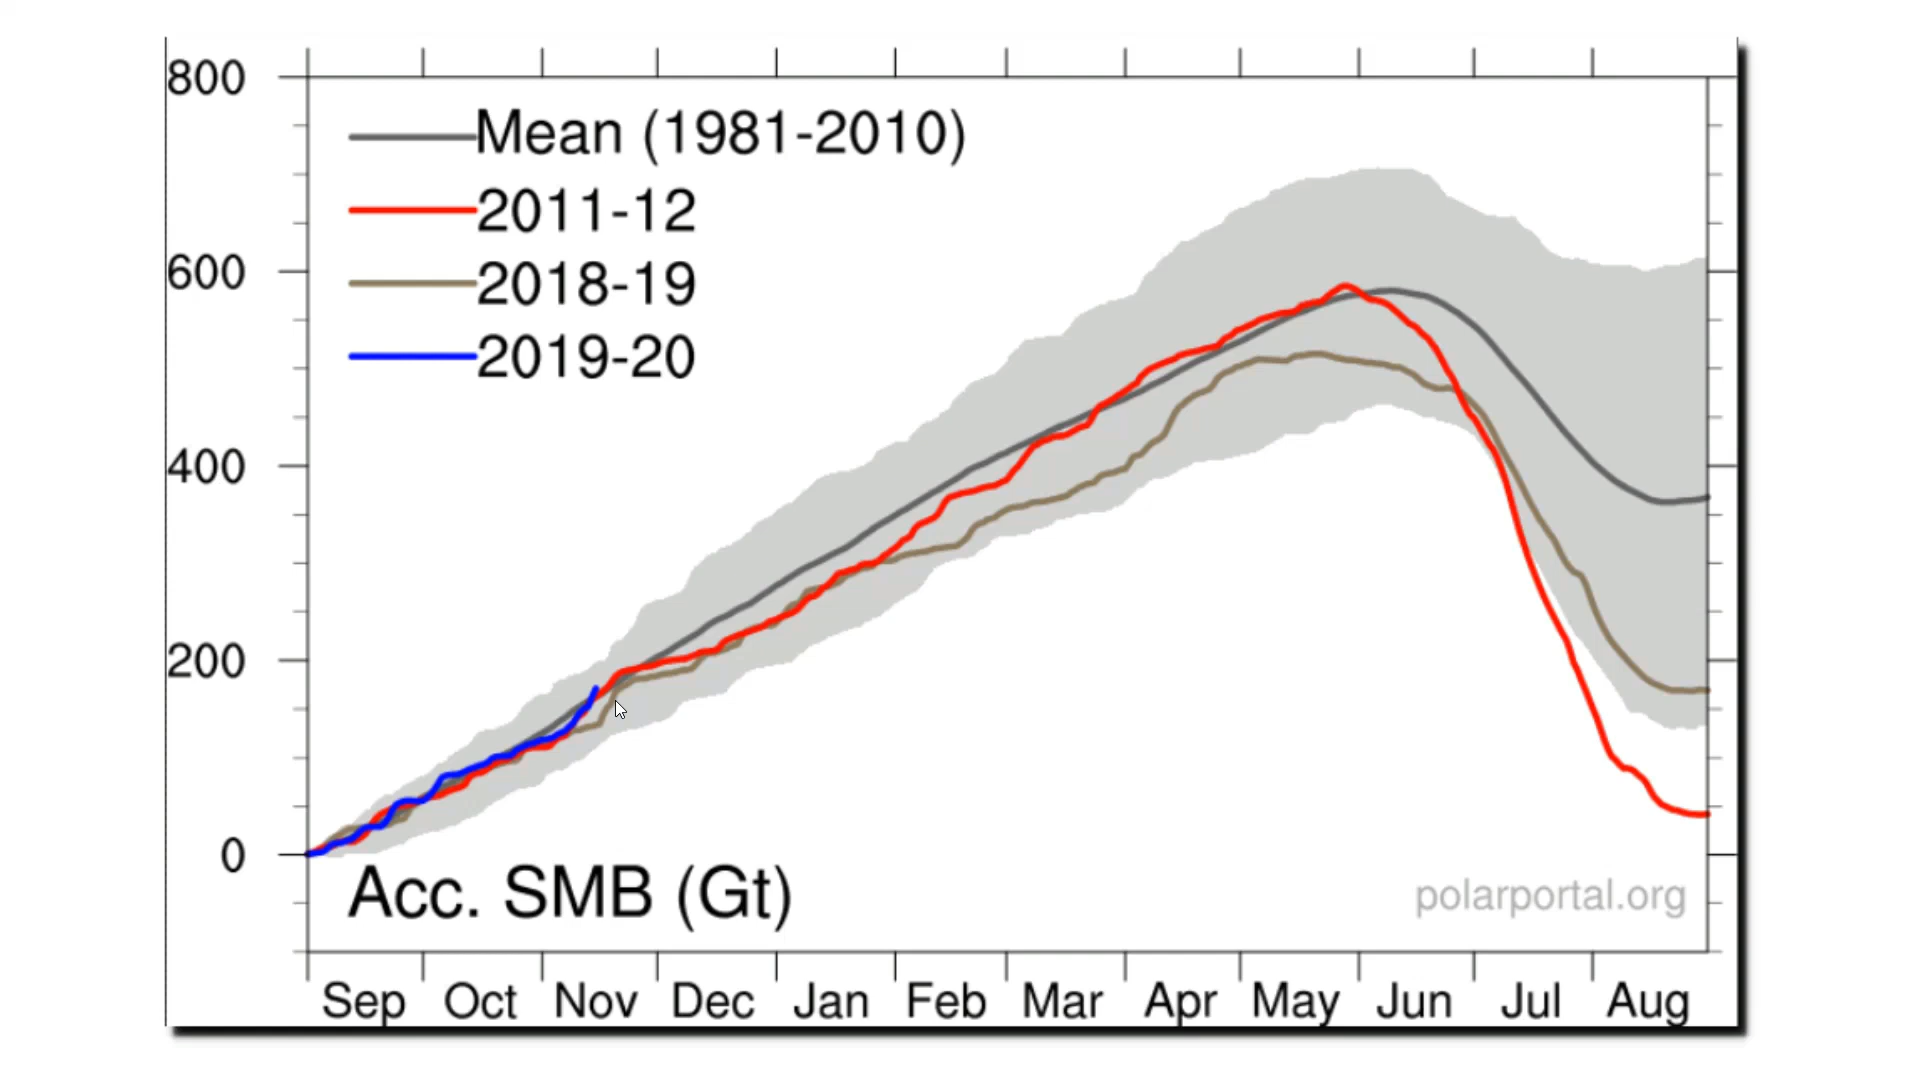 800
Mean (1981-2010)
2011-12
600
2018-19
2019-20
400
200
0
Acc. SMB (Gt)
polarportal.org
Sep Oct Nov Dec Jan Feb Mar Apr May Jun Jul Aug